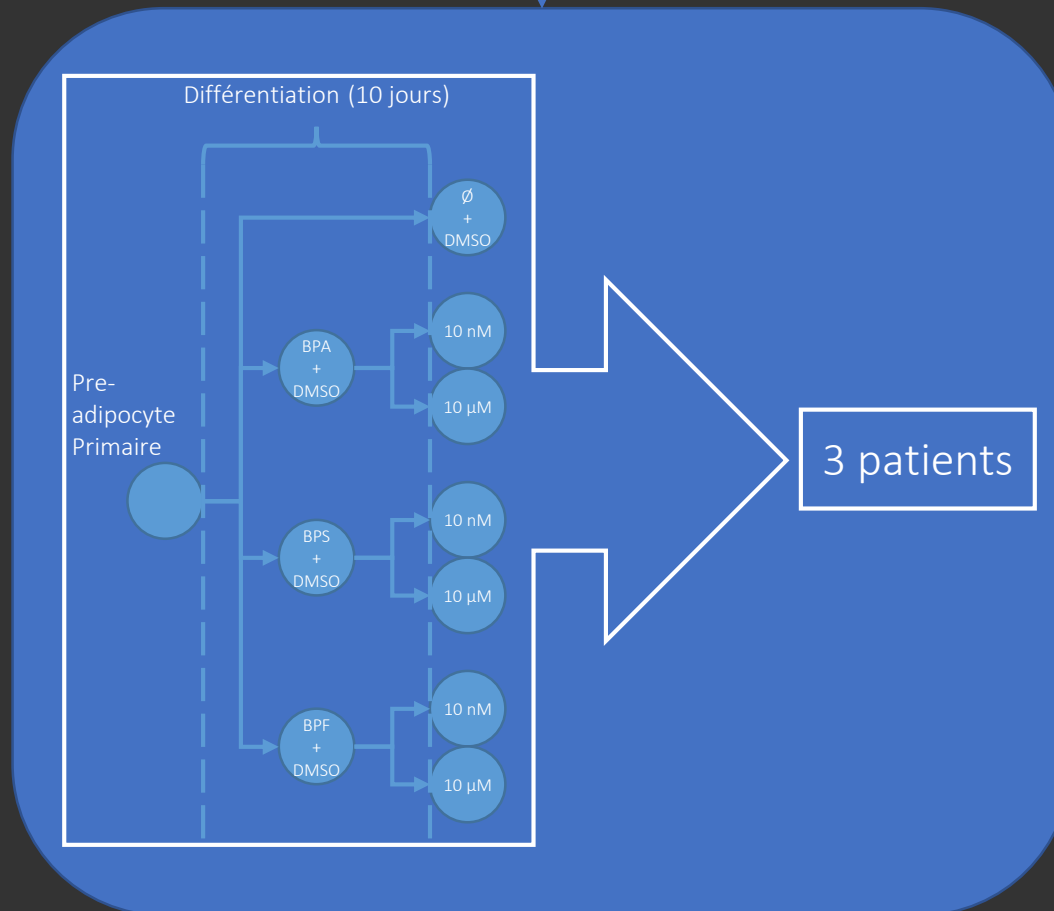 Différentiation (10 jours)
Ø
+
DMSO
10 nM
BPA
+
DMSO
10 µM
Pre-
adipocyte
Primaire
3 patients
10 nM
BPS
+
DMSO
10 µM
10 nM
BPF
+
DMSO
10 µM